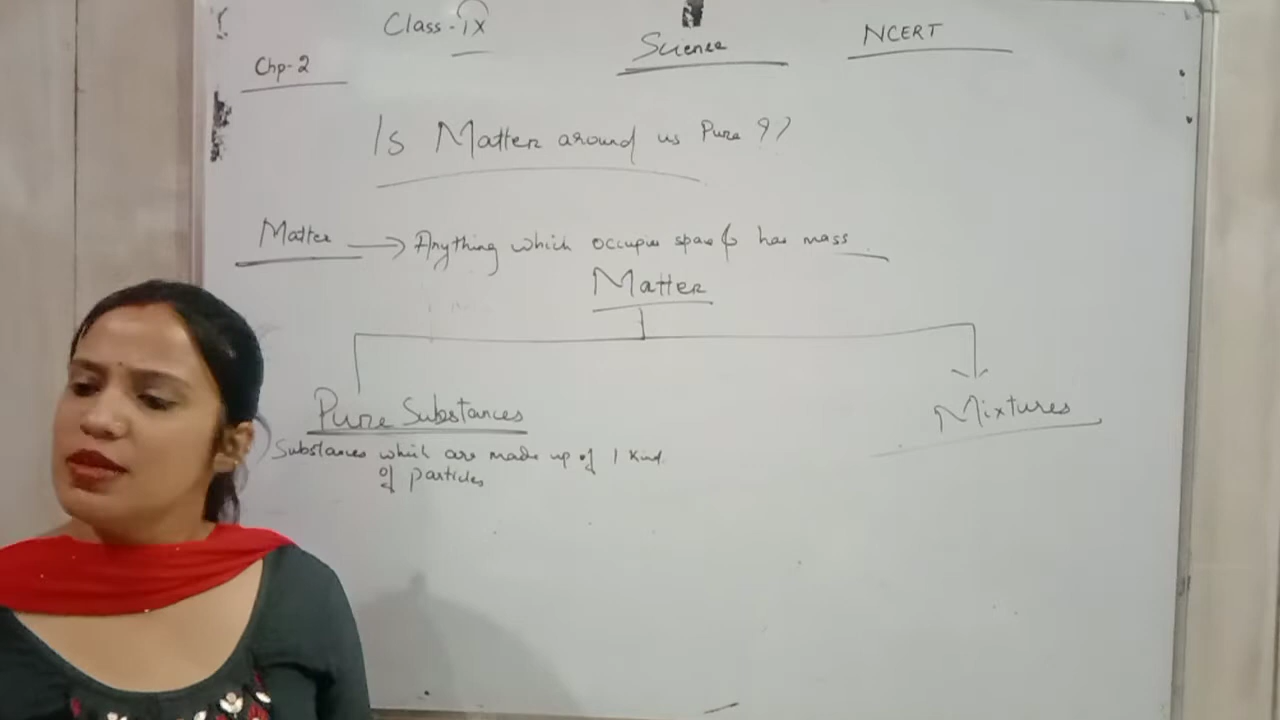 Class-ix
Science
NCERT
Chp-2
Is Matter around us Pure ??
Matter → Anything which occupies space & has mass.
Matter
Pure Substances
Mixtures
Substances which are made up of 1 kind
of particles